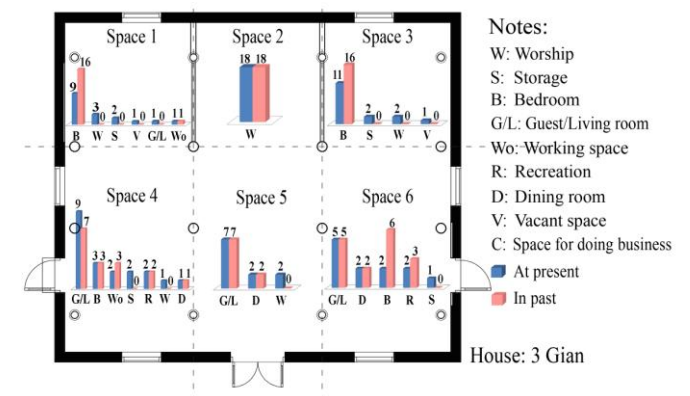 Space 1
9 16 3 0 2 0 1 0 1 0 1 1
B W S V G/L Wo
Space 2
18 18
W
Space 3
11 16 2 0 2 0 1 0
B S W V
Space 4
9 7 3 3 2 3 2 0 2 2 1 0 1 1
G/L B Wo S R W D
Space 5
7 7 2 2 2 0
G/L D W
Space 6
5 5 2 2 2 6 2 3 1 0
G/L D B R S
Notes:
W: Worship
S: Storage
B: Bedroom
G/L: Guest/Living room
Wo: Working space
R: Recreation
D: Dining room
V: Vacant space
C: Space for doing business
At present
In past
House: 3 Gian